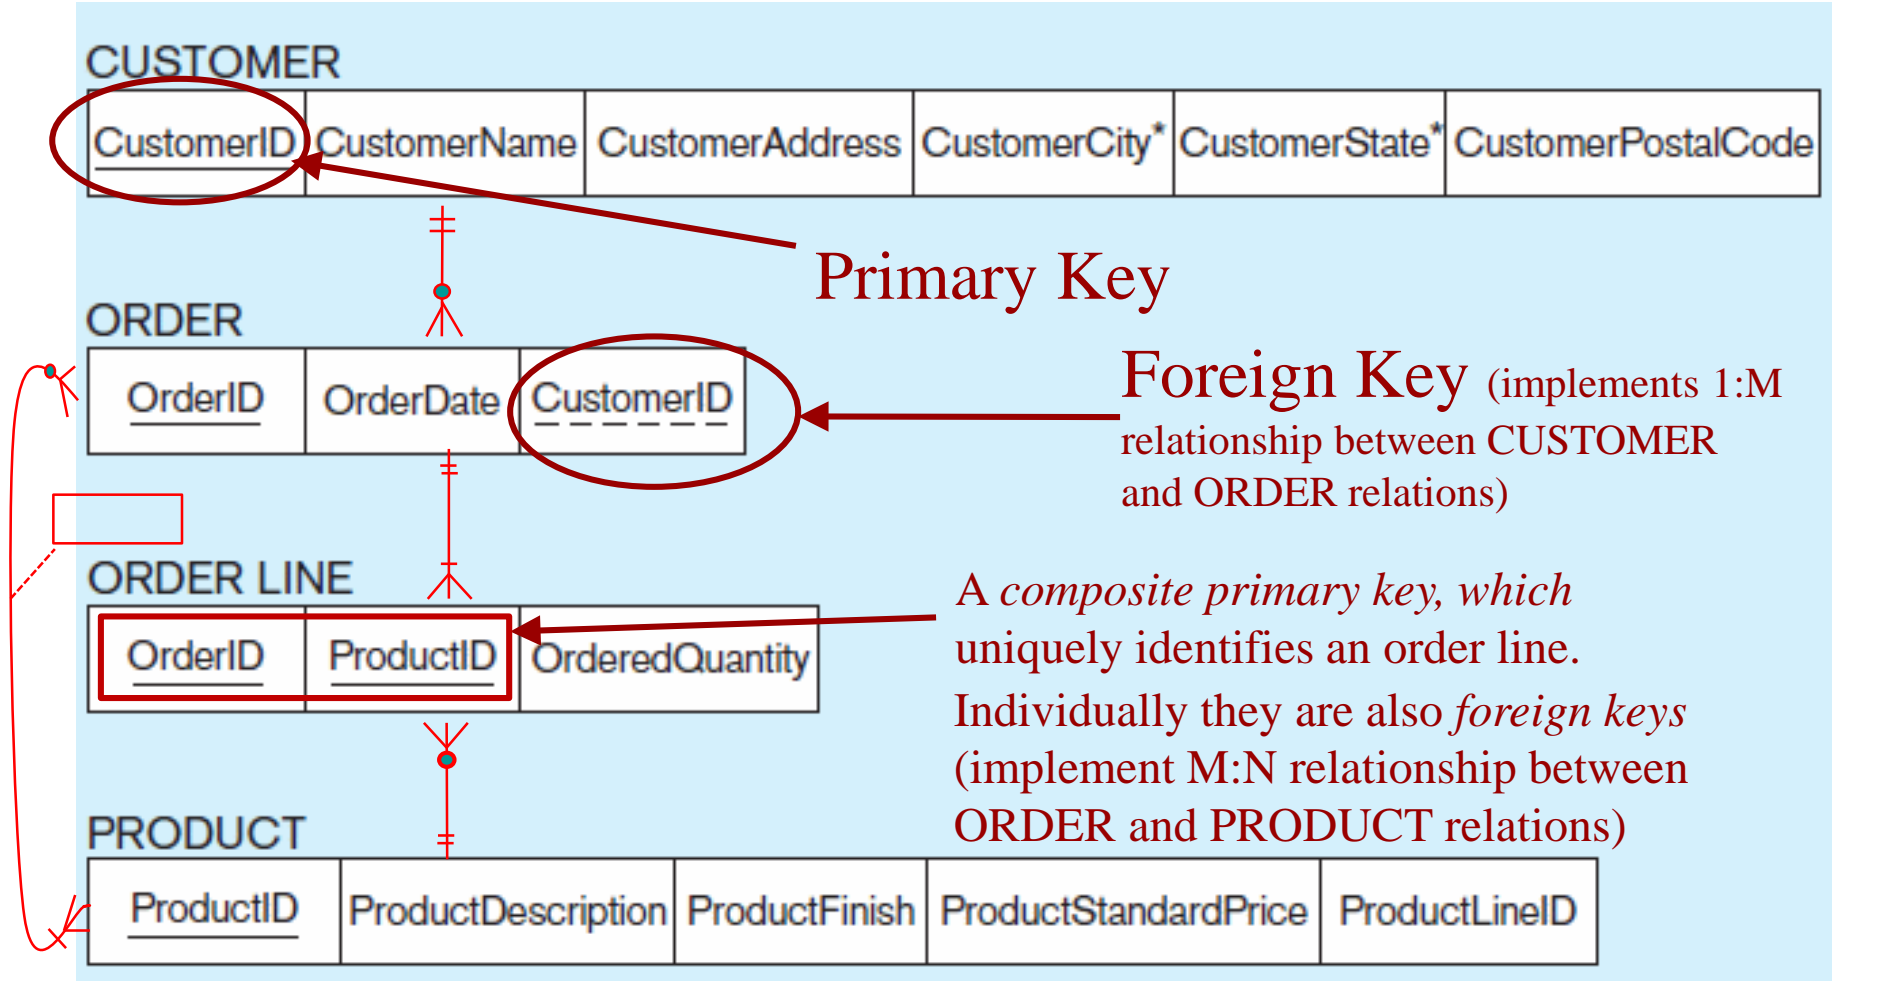 CUSTOMER
CustomerID CustomerName CustomerAddress CustomerCity* CustomerState* CustomerPostalCode
Primary Key
ORDER
OrderID OrderDate CustomerID
Foreign Key (implements 1:M
relationship between CUSTOMER
and ORDER relations)
ORDER LINE
OrderID ProductID OrderedQuantity
A composite primary key, which
uniquely identifies an order line.
Individually they are also foreign keys
(implement M:N relationship between
ORDER and PRODUCT relations)
PRODUCT
ProductID ProductDescription ProductFinish ProductStandardPrice ProductLineID